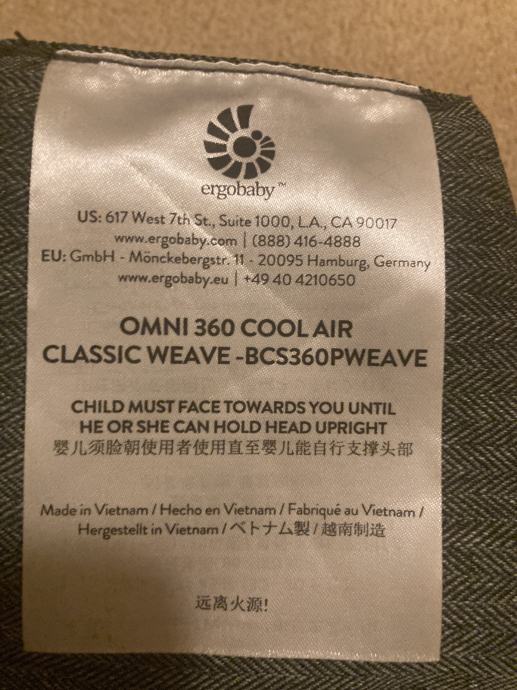 ergobaby™
US: 617 West 7th St., Suite 1000, L.A., CA 90017
www.ergobaby.com | (888) 416-4888
EU: GmbH - Mönckebergstr. 11 - 20095 Hamburg, Germany
www.ergobaby.eu | +49 40 4210650
OMNI 360 COOL AIR
CLASSIC WEAVE -BCS360PWEAVE
CHILD MUST FACE TOWARDS YOU UNTIL
HE OR SHE CAN HOLD HEAD UPRIGHT
婴儿须脸朝使用者使用直至婴儿能自行支撑头部
Made in Vietnam / Hecho en Vietnam / Fabriqué au Vietnam /
Hergestellt in Vietnam / ベトナム製 / 越南制造
远离火源!